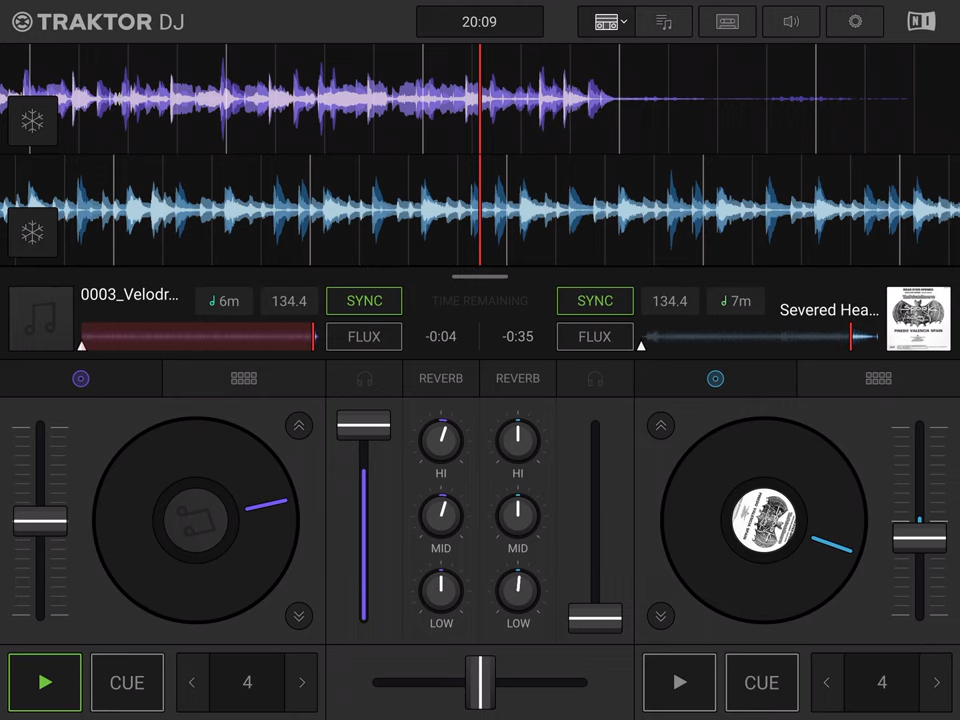 TRAKTOR DJ
20:09
NI
0003_Velodr...
6m
134.4
SYNC
TIME REMAINING
SYNC
134.4
7m
Severed Hea...
FLUX
-0:04
-0:35
FLUX
REVERB
REVERB
HI
HI
MID
MID
LOW
LOW
CUE
4
CUE
4